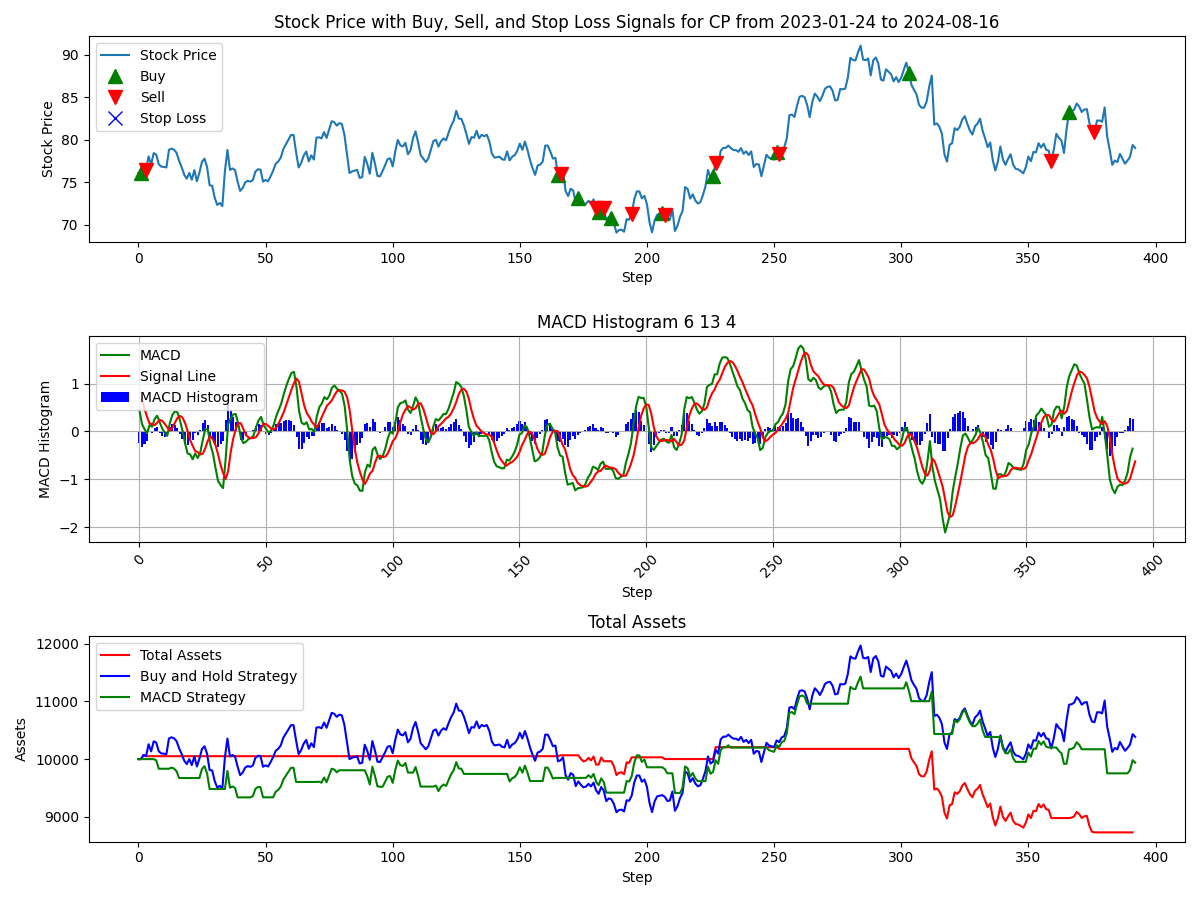 Stock Price with Buy, Sell, and Stop Loss Signals for CP from 2023-01-24 to 2024-08-16
Stock Price
90
85
80
75
70
Stock Price
Buy
Sell
Stop Loss
0 50 100 150 200 250 300 350 400
Step
MACD Histogram 6 13 4
MACD Histogram
1
0
−1
−2
MACD
Signal Line
MACD Histogram
0 50 100 150 200 250 300 350 400
Step
Total Assets
Assets
12000
11000
10000
9000
Total Assets
Buy and Hold Strategy
MACD Strategy
0 50 100 150 200 250 300 350 400
Step